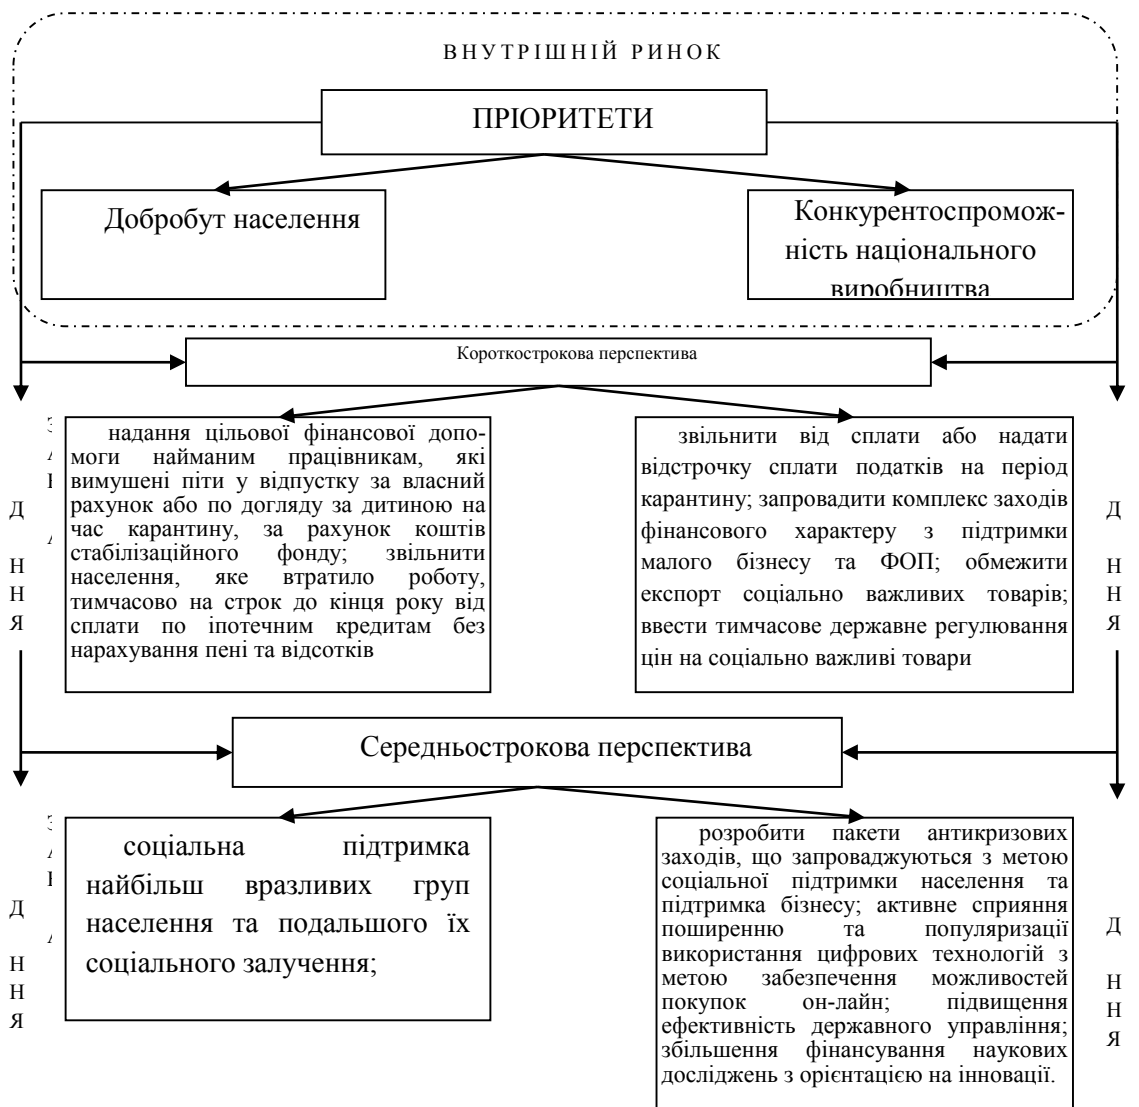 ВНУТРІШНІЙ РИНОК
ПРІОРИТЕТИ
Добробут населення
Конкурентоспромож-
ність національного
виробництва
Короткострокова перспектива
надання цільової фінансової допо-
моги найманим працівникам, які
вимушені піти у відпустку за власний
рахунок або по догляду за дитиною на
час карантину, за рахунок коштів
стабілізаційного фонду; звільнити
населення, яке втратило роботу,
тимчасово на строк до кінця року від
сплати по іпотечним кредитам без
нарахування пені та відсотків
звільнити від сплати або надати
відстрочку сплати податків на період
карантину; запровадити комплекс заходів
фінансового характеру з підтримки
малого бізнесу та ФОП; обмежити
експорт соціально важливих товарів;
ввести тимчасове державне регулювання
цін на соціально важливі товари
Д
Н
Н
Я
Д
Н
Н
Я
Середньострокова перспектива
соціальна підтримка
найбільш вразливих груп
населення та подальшого їх
соціального залучення;
розробити пакети антикризових
заходів, що запроваджуються з метою
соціальної підтримки населення та
підтримка бізнесу; активне сприяння
поширенню та популяризації
використання цифрових технологій з
метою забезпечення можливостей
покупок он-лайн; підвищення
ефективність державного управління;
збільшення фінансування наукових
досліджень з орієнтацією на інновації.
Д
Н
Н
Я
Д
Н
Н
Я